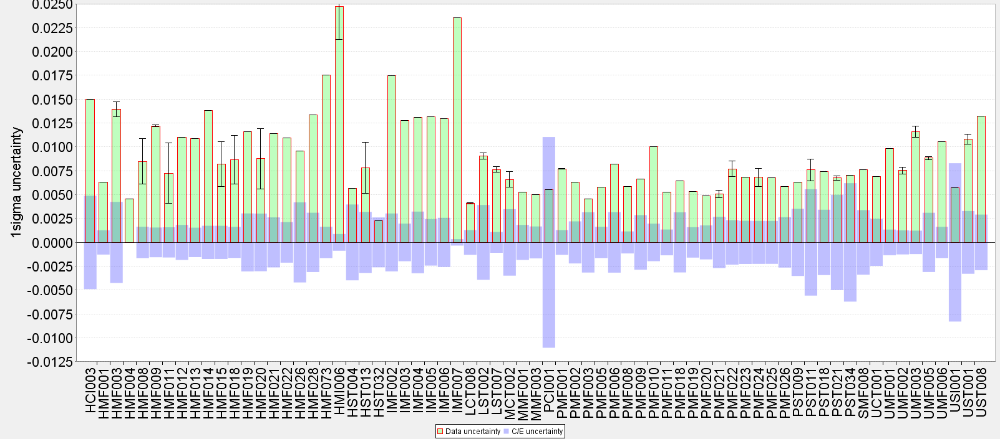 0.0250
0.0225
0.0200
0.0175
0.0150
0.0125
0.0100
0.0075
0.0050
0.0025
0.0000
-0.0025
-0.0050
-0.0075
-0.0100
-0.0125
1sigma uncertainty
HCI003
HMF001
HMF003
HMF004
HMF008
HMF009
HMF011
HMF012
HMF013
HMF014
HMF015
HMF018
HMF019
HMF020
HMF021
HMF022
HMF026
HMF028
HMF073
HMI006
HST004
HST013
HST032
IMF002
IMF003
IMF004
IMF005
IMF006
IMF007
LCT008
LST002
LST007
MCT002
MMF001
MMF003
PCI001
PMF001
PMF002
PMF003
PMF005
PMF006
PMF008
PMF009
PMF010
PMF011
PMF018
PMF019
PMF020
PMF021
PMF022
PMF023
PMF024
PMF025
PMF026
PST009
PST011
PST018
PST021
PST034
SMF008
UCT001
UMF001
UMF002
UMF003
UMF005
UMF006
USI001
UST001
UST008
Data uncertainty C/E uncertainty